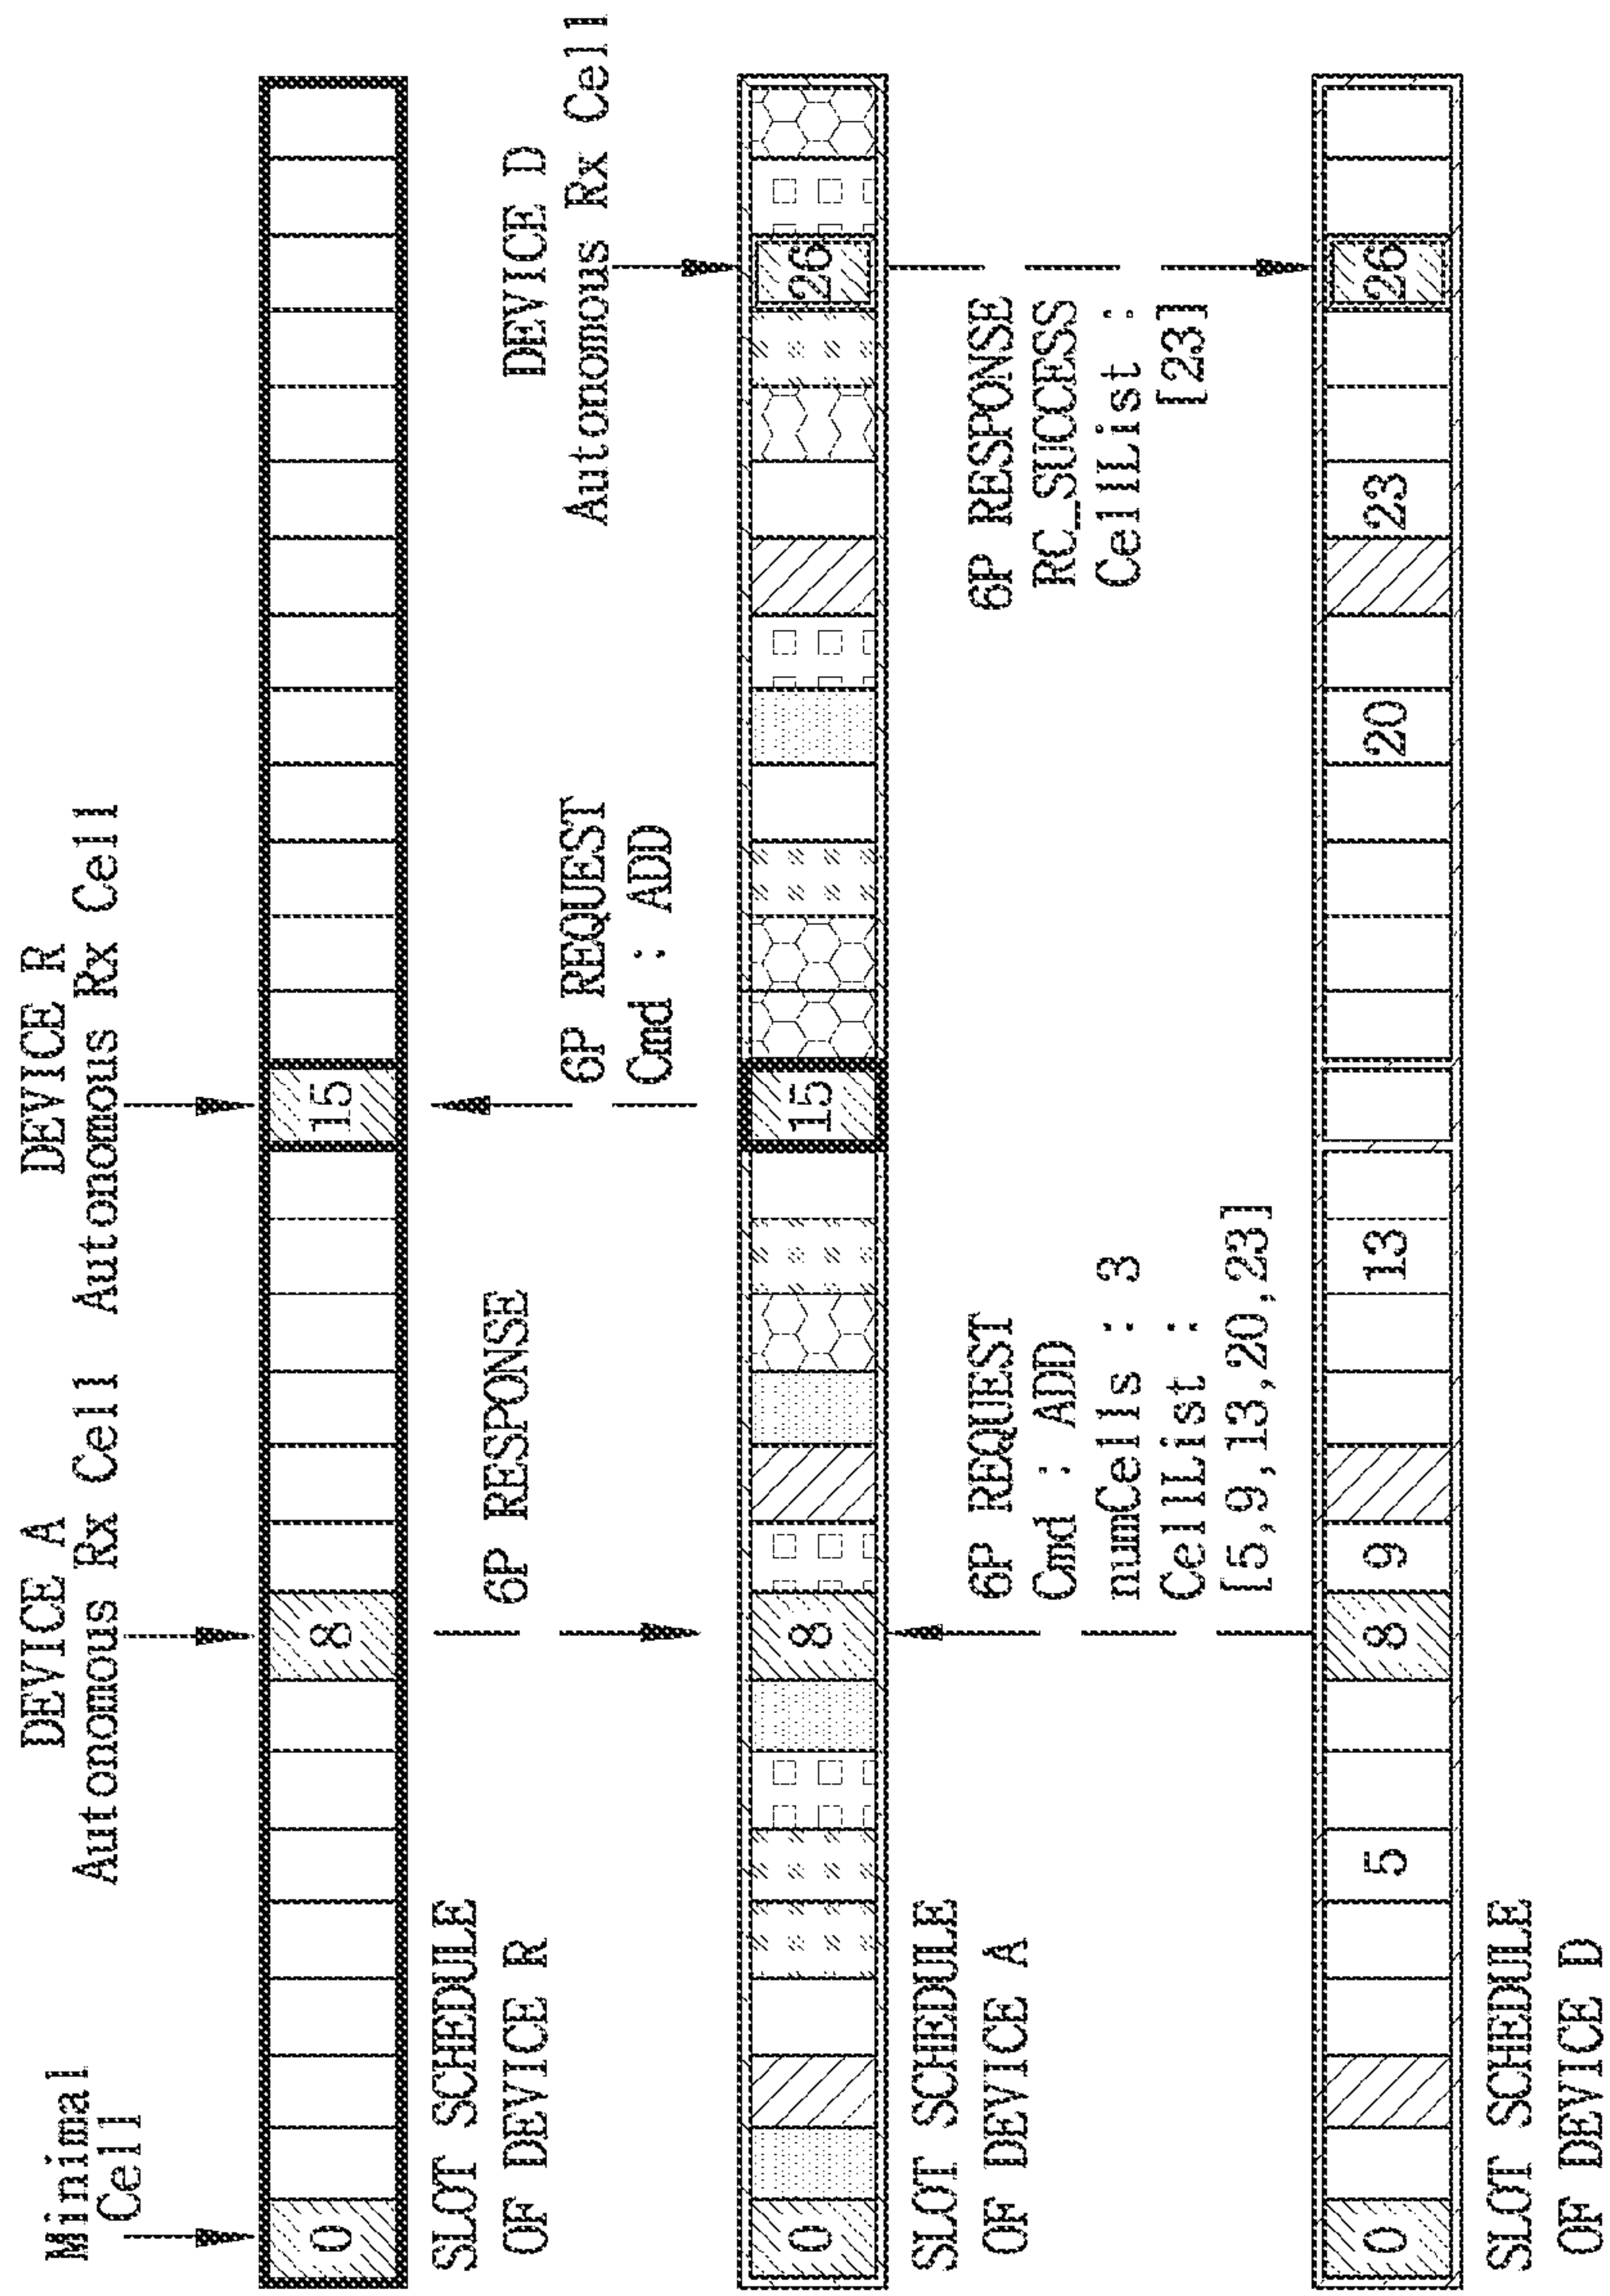 Minimal
Cell
DEVICE A
Autonomous Rx Cell
DEVICE R
Autonomous Rx Cell
0
8
15
SLOT SCHEDULE
OF DEVICE R
6P RESPONSE
6P REQUEST
Cmd : ADD
DEVICE D
Autonomous Rx Cell
0
8
15
26
SLOT SCHEDULE
OF DEVICE A
6P REQUEST
Cmd : ADD
numCells : 3
CellList :
[5,9,13,20,23]
6P RESPONSE
RC_SUCCESS
CellList :
[23]
0
5
8
9
13
20
23
26
SLOT SCHEDULE
OF DEVICE D